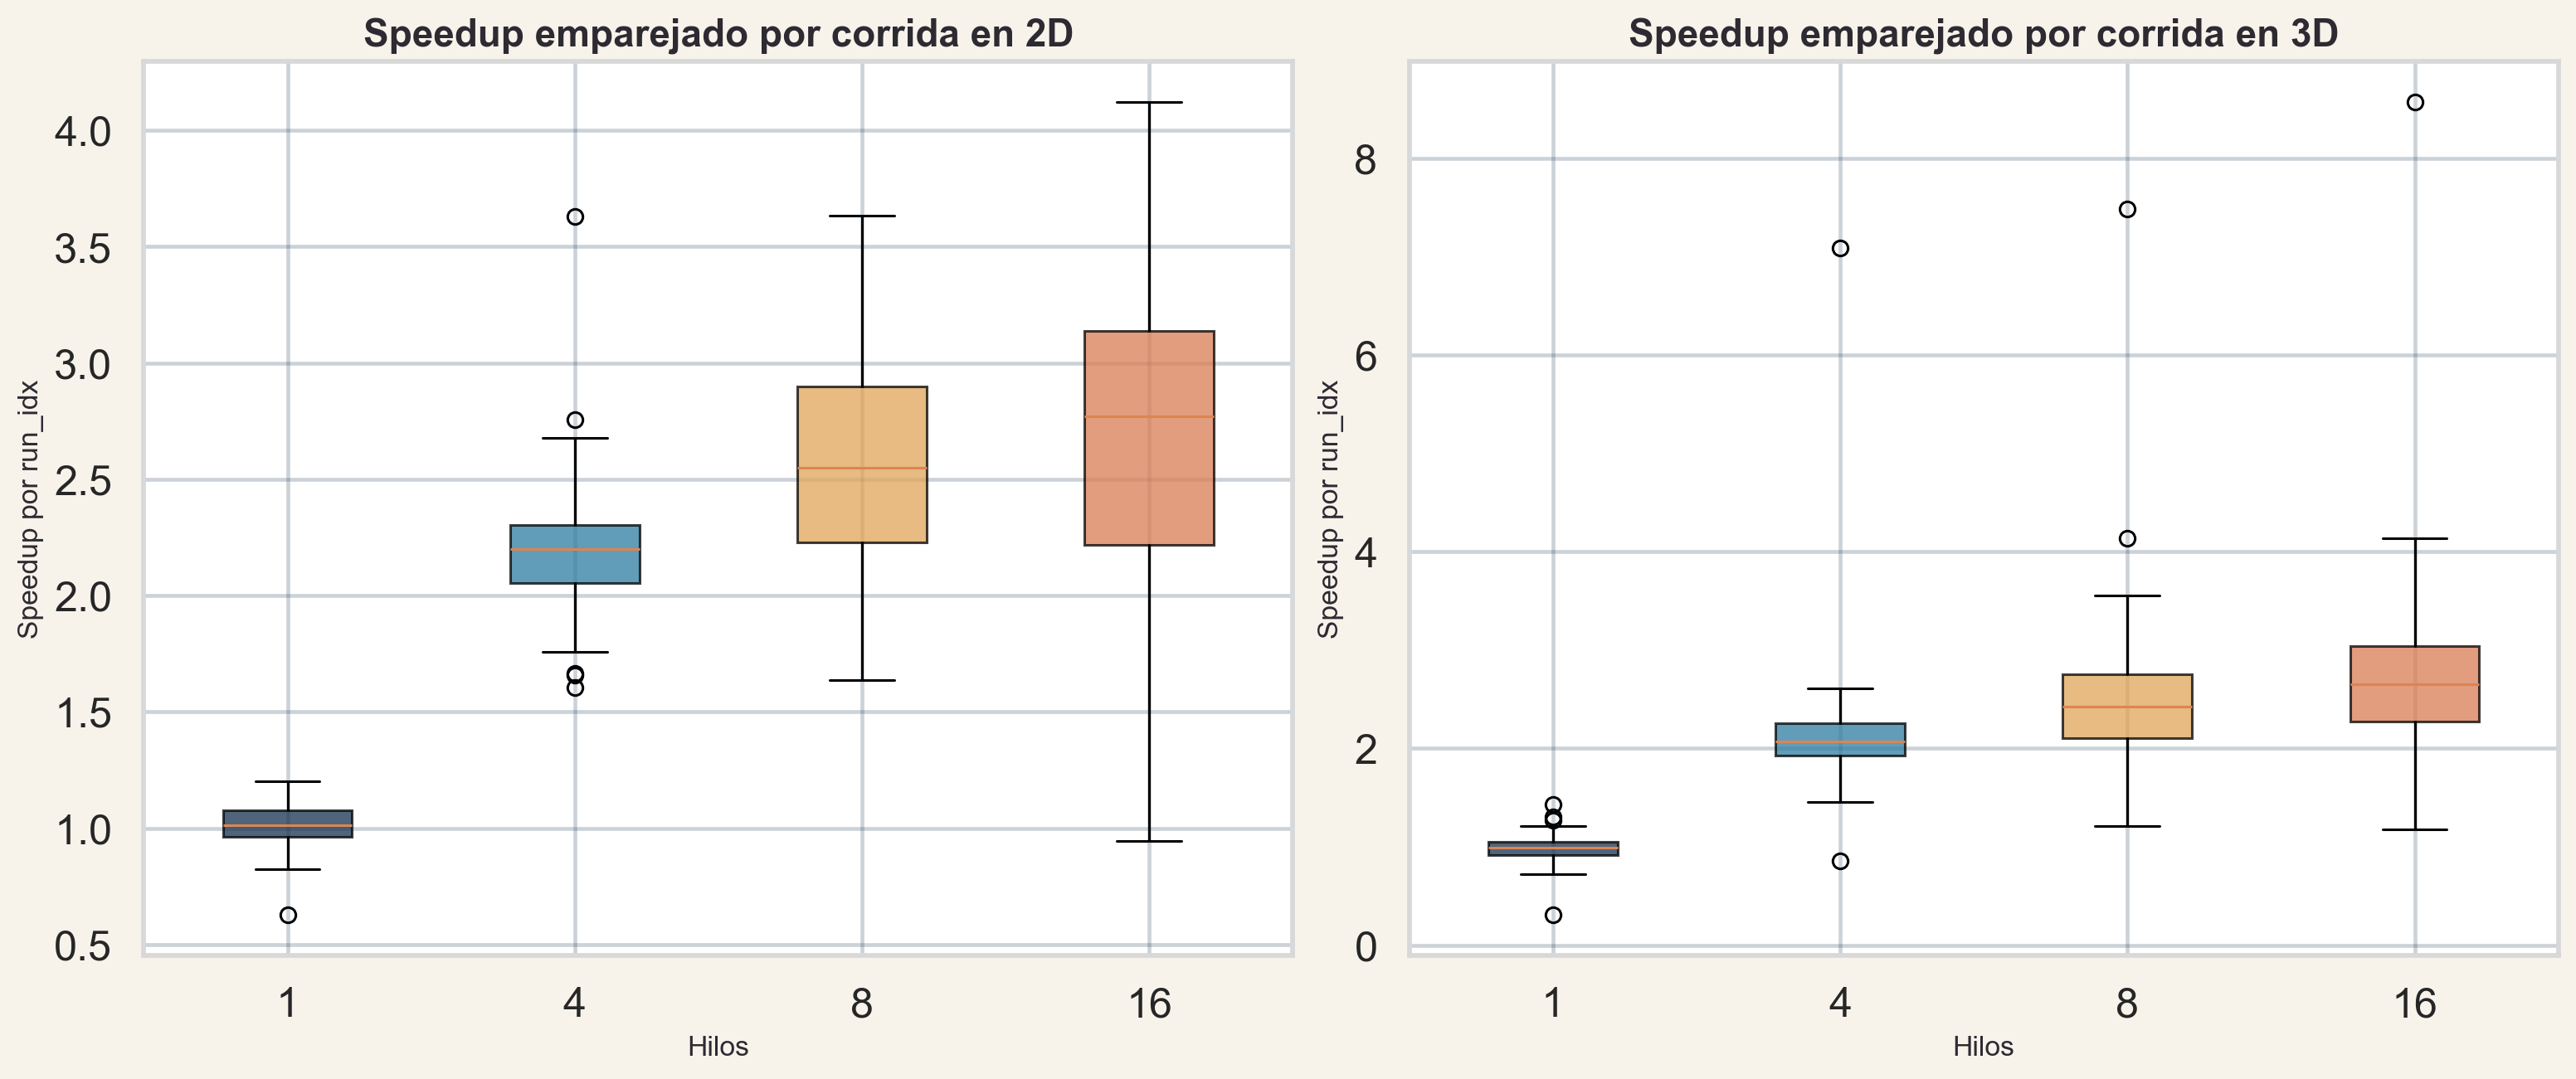 Speedup emparejado por corrida en 2D
Speedup por run_idx
4.0
3.5
3.0
2.5
2.0
1.5
1.0
0.5
1 4 8 16
Hilos
Speedup emparejado por corrida en 3D
Speedup por run_idx
8
6
4
2
0
1 4 8 16
Hilos